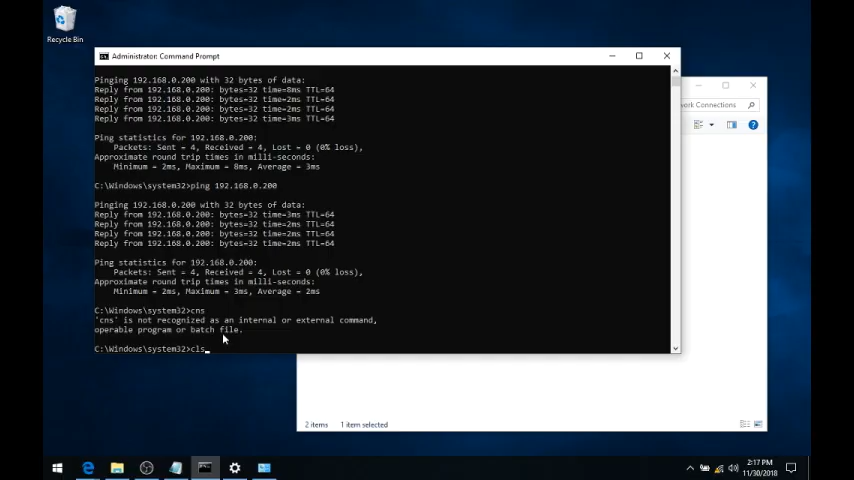 Recycle Bin
Administrator: Command Prompt
Pinging 192.168.0.200 with 32 bytes of data:
Reply from 192.168.0.200: bytes=32 time=8ms TTL=64
Reply from 192.168.0.200: bytes=32 time=2ms TTL=64
Reply from 192.168.0.200: bytes=32 time=2ms TTL=64
Reply from 192.168.0.200: bytes=32 time=2ms TTL=64
Ping statistics for 192.168.0.200:
Packets: Sent = 4, Received = 4, Lost = 0 (0% loss),
Approximate round trip times in milli-seconds:
Minimum = 2ms, Maximum = 8ms, Average = 3ms
C:\Windows\system32>ping 192.168.0.200
Pinging 192.168.0.200 with 32 bytes of data:
Reply from 192.168.0.200: bytes=32 time=3ms TTL=64
Reply from 192.168.0.200: bytes=32 time=2ms TTL=64
Reply from 192.168.0.200: bytes=32 time=2ms TTL=64
Reply from 192.168.0.200: bytes=32 time=2ms TTL=64
Ping statistics for 192.168.0.200:
Packets: Sent = 4, Received = 4, Lost = 0 (0% loss),
Approximate round trip times in milli-seconds:
Minimum = 2ms, Maximum = 3ms, Average = 2ms
C:\Windows\system32>cns
'cns' is not recognized as an internal or external command,
operable program or batch file.
C:\Windows\system32>cls_
work Connections
2 items 1 item selected
2:17 PM
11/30/2018